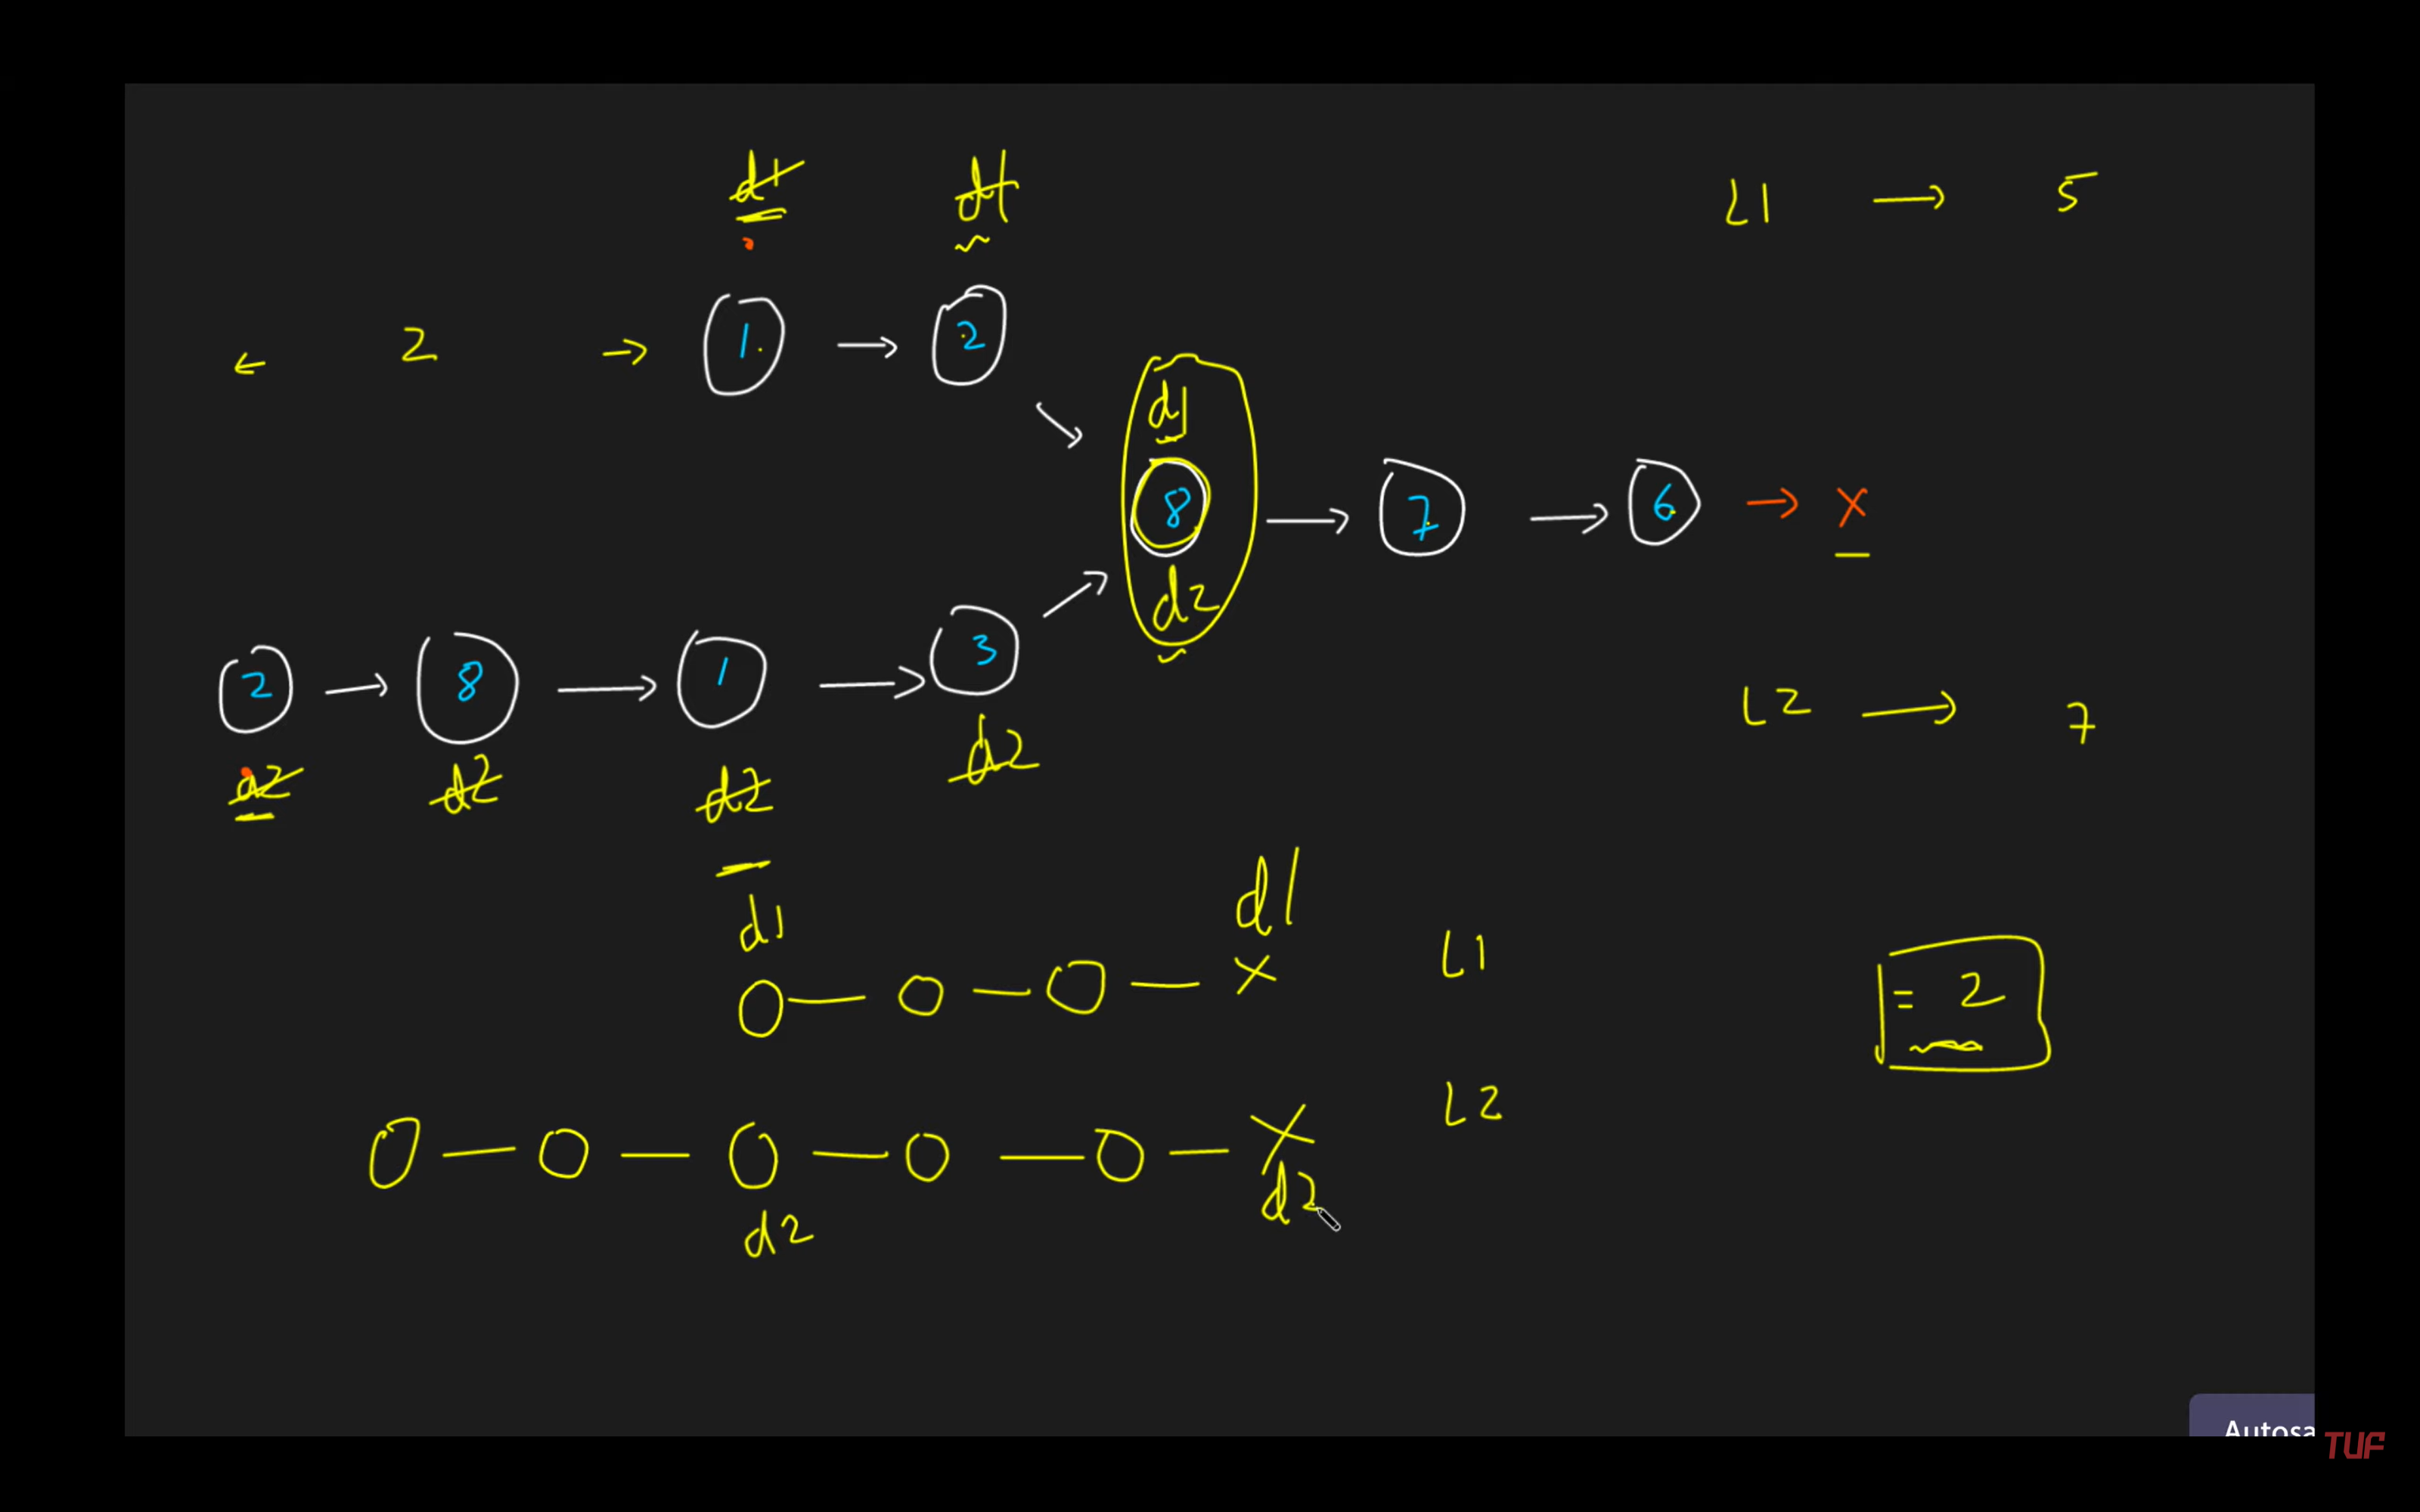 d1 d1
L1 → 5
← 2 → 1 → 2
d1
8 → 7 → 6 → X
d2
2 → 8 → 1 → 3
L2 → 7
d2 d2 d2 d2
d1 d1
O — O — O — X L1
= 2
L2
O — O — O — O — O — X
d2 d2
Autosa
TUF